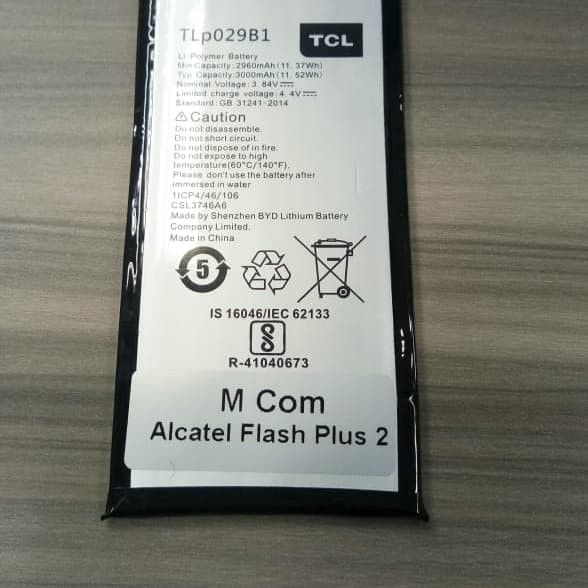 TLp029B1
TCL
Li Polymer Battery
Min Capacity:2960mAh(11.37Wh)
Typ Capacity:3000mAh(11.52Wh)
Nominal Voltage:3.84V
Limited charge voltage:4.4V
Standard:GB 31241-2014
Caution
Do not disassemble.
Do not short circuit.
Do not dispose of in fire.
Do not expose to high
temperature(60°C/140°F).
Please don't use the battery after
immersed in water
1ICP4/46/106
CSL3746A6
Made by Shenzhen BYD Lithium Battery
Company Limited.
Made in China
5
IS 16046/IEC 62133
R-41040673
M Com
Alcatel Flash Plus 2